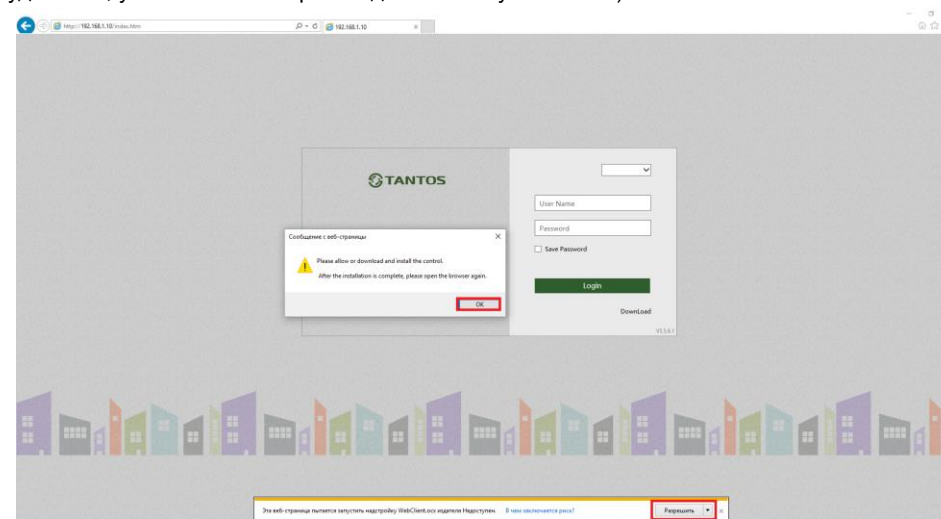 http://192.168.1.10/index.htm
192.168.1.10
TANTOS
User Name
Password
Save Password
Login
DownLoad
Сообщение с веб-страницы
Please allow or download and install the control.
After the installation is complete, please open the browser again.
OK
Эта веб-страница пытается запустить надстройку WebClient.ocx издателя Недоступен.
В чем заключается риск?
Разрешить